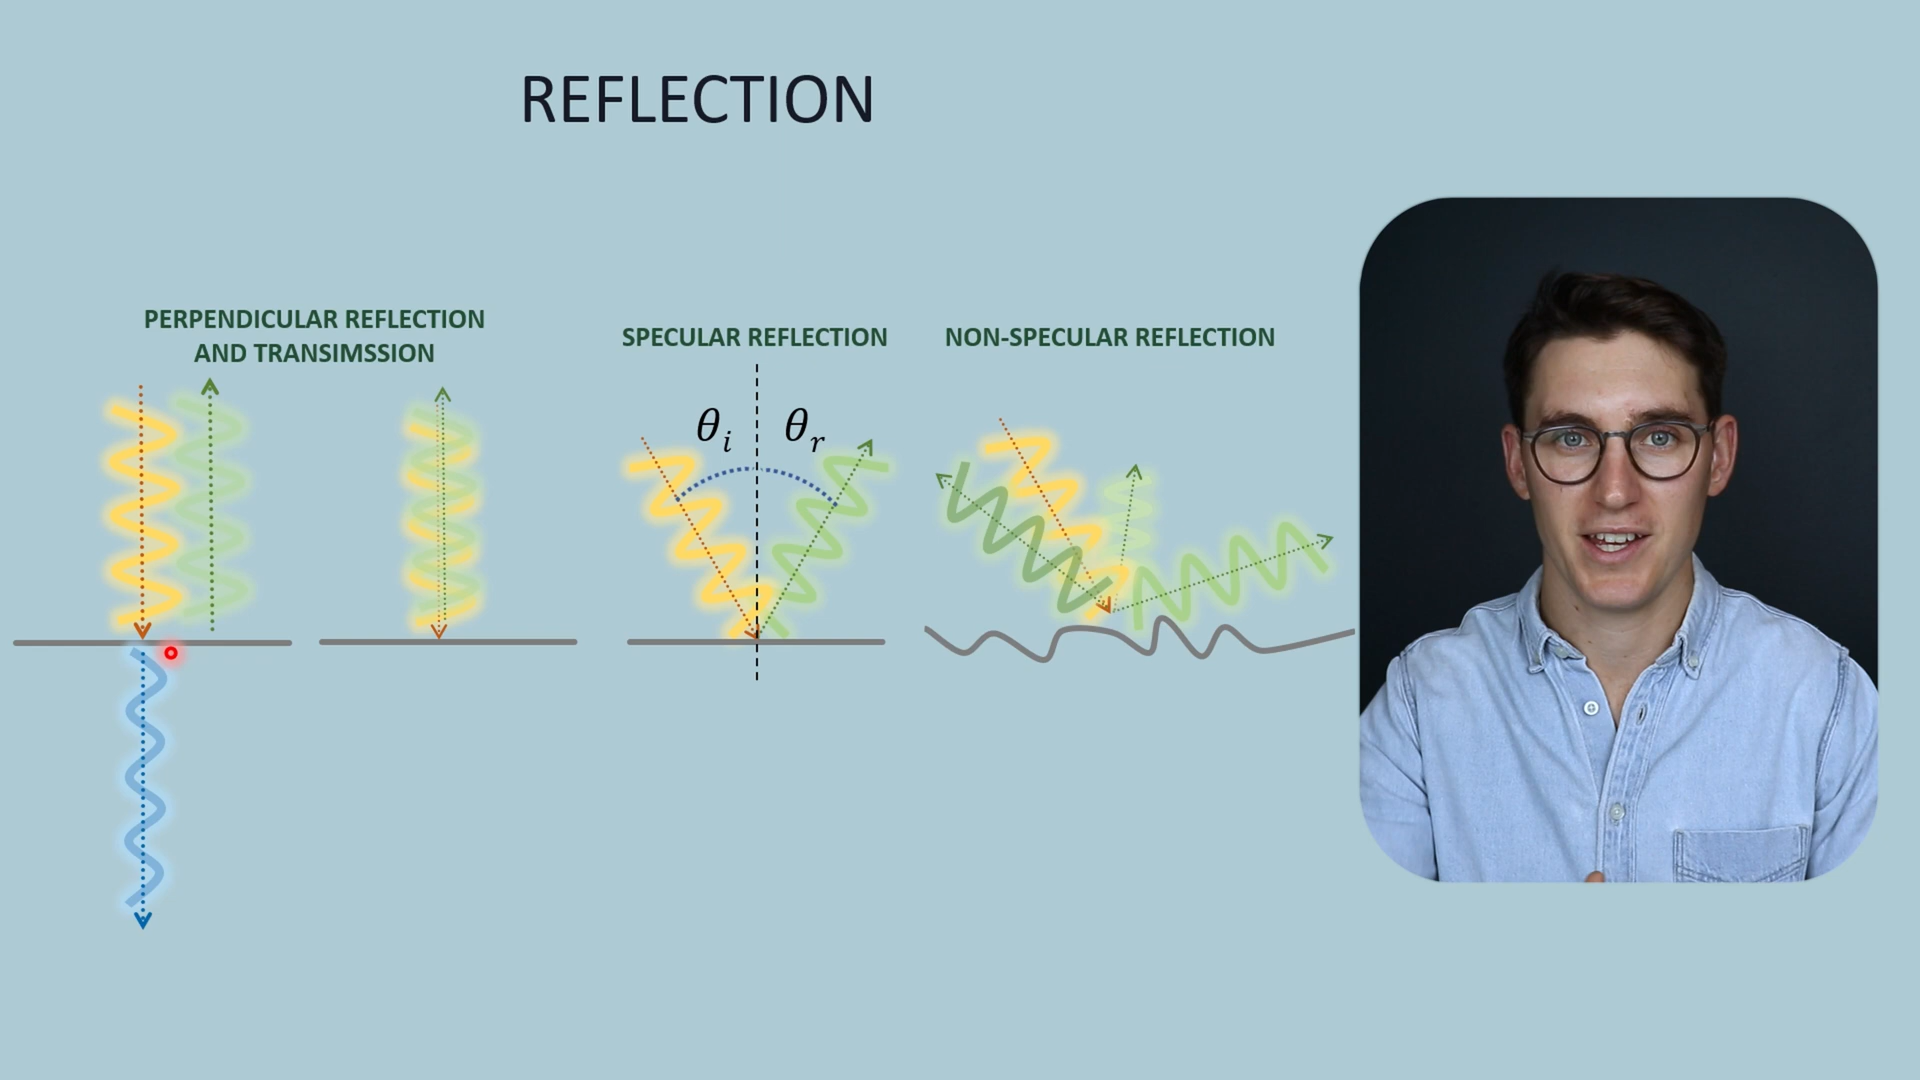 REFLECTION
PERPENDICULAR REFLECTION
AND TRANSIMSSION
SPECULAR REFLECTION
NON-SPECULAR REFLECTION
θi
θr